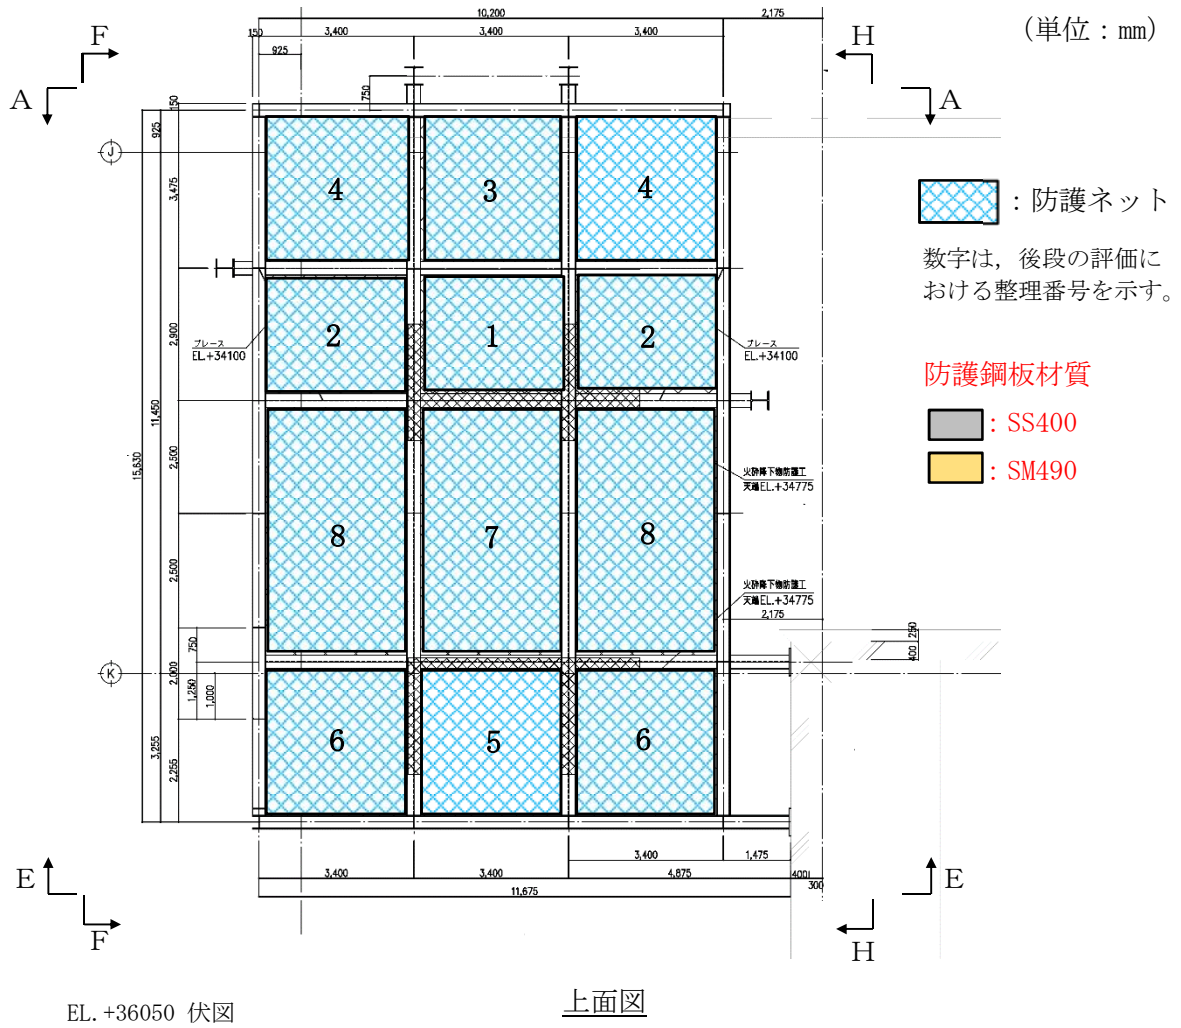 10,200
2,175
(単位：mm)
150
3,400
3,400
3,400
925
F
H
A
A
750
150
925
J
3,475
4
3
4
：防護ネット
数字は，後段の評価に
おける整理番号を示す。
2,900
ブレース
EL.+34100
2
1
2
ブレース
EL.+34100
防護鋼板材質
：SS400
：SM490
11,450
15,630
2,500
火砕降下物防護工
天端EL.+34775
8
7
8
2,500
火砕降下物防護工
天端EL.+34775
2,175
750
250
400
K
2,000
1,250
1,000
6
5
6
3,255
2,255
3,400
1,475
E
E
3,400
3,400
4,875
400
300
11,675
F
H
EL.+36050 伏図
上面図